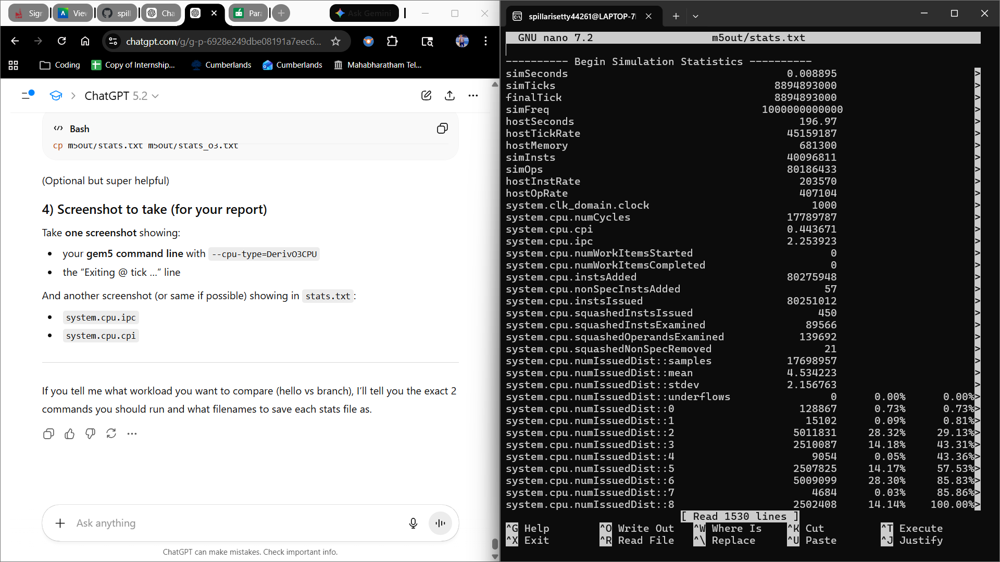 Sigr
Viev
spill
Cha
Para
Ask Gemini
chatgpt.com/g/g-p-6928e249dbe08191a7eec6...
Coding
Copy of Internship...
Cumberlands
Cumberlands
Mahabharatham Tel...
ChatGPT 5.2
Bash
cp m5out/stats.txt m5out/stats_o3.txt
(Optional but super helpful)
4) Screenshot to take (for your report)
Take one screenshot showing:
• your gem5 command line with --cpu-type=DerivO3CPU
• the “Exiting @ tick ...” line
And another screenshot (or same if possible) showing in stats.txt:
• system.cpu.ipc
• system.cpu.cpi
If you tell me what workload you want to compare (hello vs branch), I’ll tell you the exact 2
commands you should run and what filenames to save each stats file as.
Ask anything
ChatGPT can make mistakes. Check important info.
spillarisetty44261@LAPTOP-7
GNU nano 7.2 m5out/stats.txt
---------- Begin Simulation Statistics ----------
simSeconds 0.008895 >
simTicks 8894893000 >
finalTick 8894893000 >
simFreq 1000000000000 >
hostSeconds 196.97 >
hostTickRate 45159187 >
hostMemory 681300 >
simInsts 40096811 >
simOps 80186433 >
hostInstRate 203570 >
hostOpRate 407104 >
system.clk_domain.clock 1000 >
system.cpu.numCycles 17789787 >
system.cpu.cpi 0.443671 >
system.cpu.ipc 2.253923 >
system.cpu.numWorkItemsStarted 0 >
system.cpu.numWorkItemsCompleted 0 >
system.cpu.instsAdded 80275948 >
system.cpu.nonSpecInstsAdded 57 >
system.cpu.instsIssued 80251012 >
system.cpu.squashedInstsIssued 450 >
system.cpu.squashedInstsExamined 89566 >
system.cpu.squashedOperandsExamined 139692 >
system.cpu.squashedNonSpecRemoved 21 >
system.cpu.numIssuedDist::samples 17698957 >
system.cpu.numIssuedDist::mean 4.534223 >
system.cpu.numIssuedDist::stdev 2.156763 >
system.cpu.numIssuedDist::underflows 0 0.00% 0.00%>
system.cpu.numIssuedDist::0 128867 0.73% 0.73%>
system.cpu.numIssuedDist::1 15102 0.09% 0.81%>
system.cpu.numIssuedDist::2 5011831 28.32% 29.13%>
system.cpu.numIssuedDist::3 2510087 14.18% 43.31%>
system.cpu.numIssuedDist::4 9054 0.05% 43.36%>
system.cpu.numIssuedDist::5 2507825 14.17% 57.53%>
system.cpu.numIssuedDist::6 5009099 28.30% 85.83%>
system.cpu.numIssuedDist::7 4684 0.03% 85.86%>
system.cpu.numIssuedDist::8 2502408 14.14% 100.00%>
[ Read 1530 lines ]
^G Help ^O Write Out ^W Where Is ^K Cut ^T Execute
^X Exit ^R Read File ^\ Replace ^U Paste ^J Justify